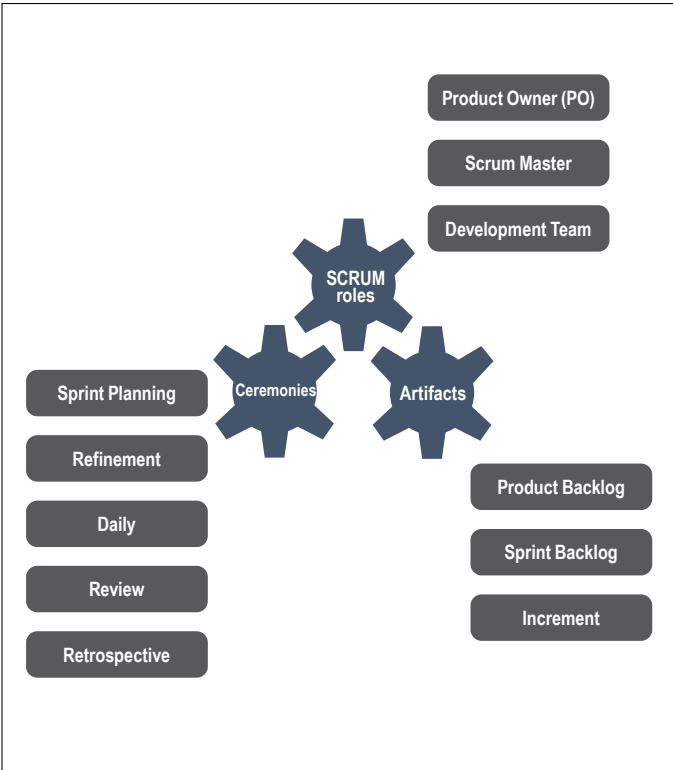 Product Owner (PO)
Scrum Master
Development Team
SCRUM
roles
Ceremonies
Artifacts
Sprint Planning
Refinement
Daily
Review
Retrospective
Product Backlog
Sprint Backlog
Increment